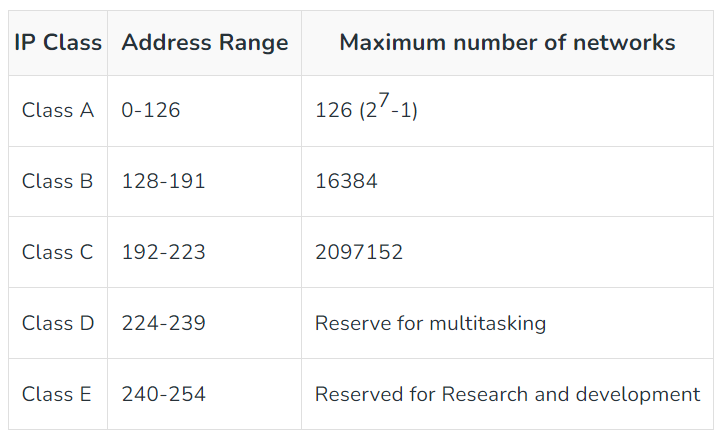 IP Class Address Range Maximum number of networks
Class A 0-126 126 (2^7-1)
Class B 128-191 16384
Class C 192-223 2097152
Class D 224-239 Reserve for multitasking
Class E 240-254 Reserved for Research and development